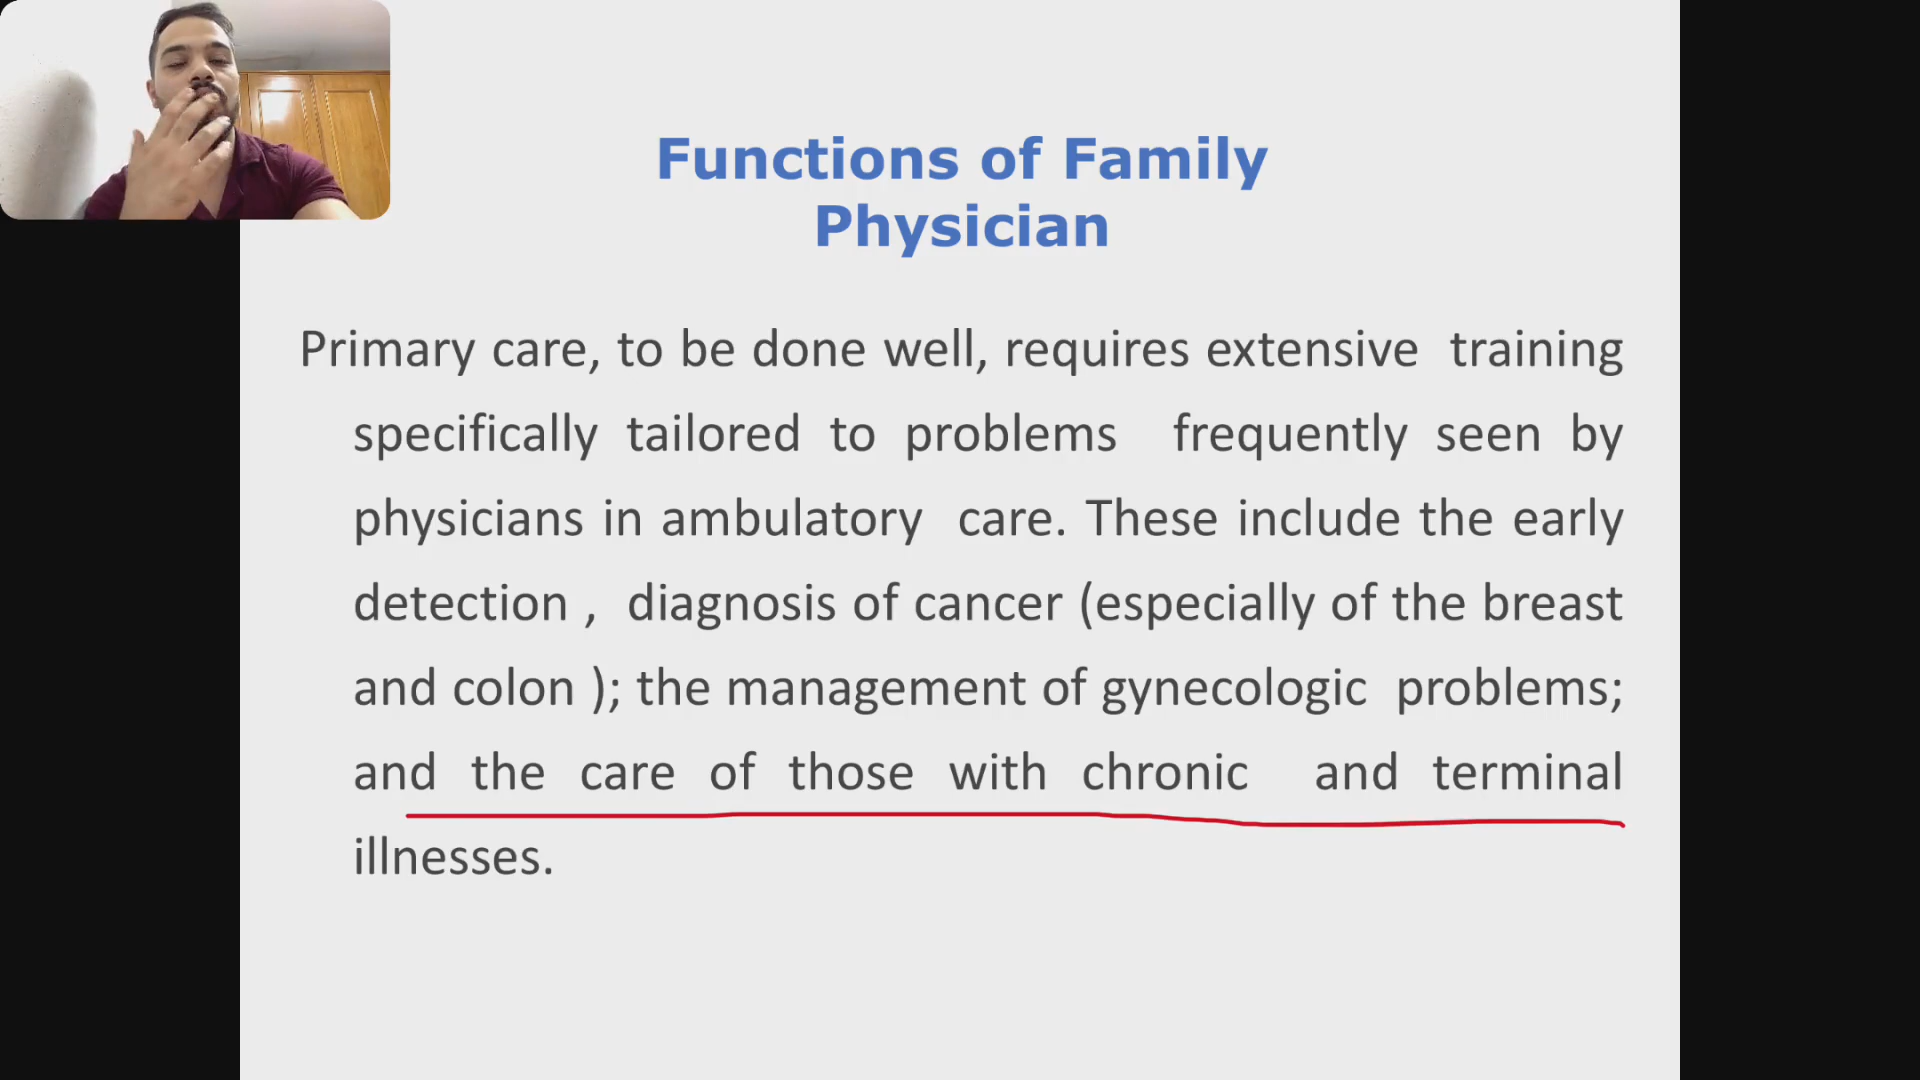 Functions of Family
Physician
Primary care, to be done well, requires extensive training
specifically tailored to problems frequently seen by
physicians in ambulatory care. These include the early
detection , diagnosis of cancer (especially of the breast
and colon ); the management of gynecologic problems;
and the care of those with chronic and terminal
illnesses.